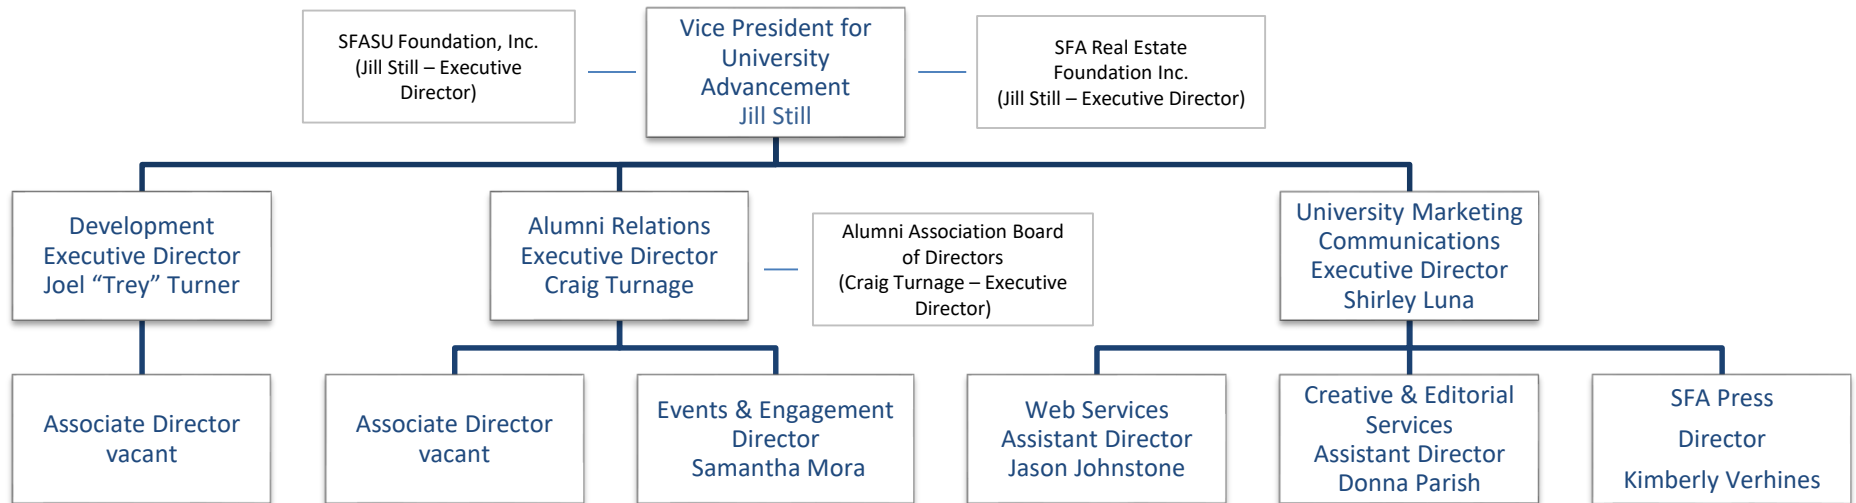 SFASU Foundation, Inc.
(Jill Still – Executive
Director)
Vice President for
University
Advancement
Jill Still
SFA Real Estate
Foundation Inc.
(Jill Still – Executive Director)
Development
Executive Director
Joel “Trey” Turner
Alumni Relations
Executive Director
Craig Turnage
Alumni Association Board
of Directors
(Craig Turnage – Executive
Director)
University Marketing
Communications
Executive Director
Shirley Luna
Associate Director
vacant
Associate Director
vacant
Events & Engagement
Director
Samantha Mora
Web Services
Assistant Director
Jason Johnstone
Creative & Editorial
Services
Assistant Director
Donna Parish
SFA Press
Director
Kimberly Verhines